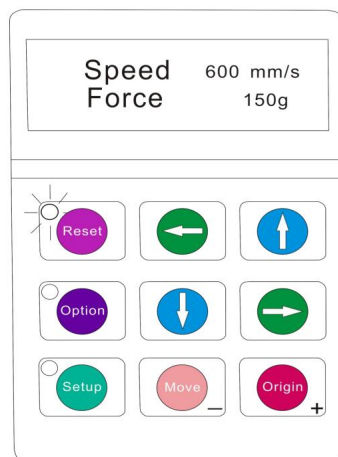 Speed 600 mm/s
Force 150g
Reset
Option
Setup Move − Origin +